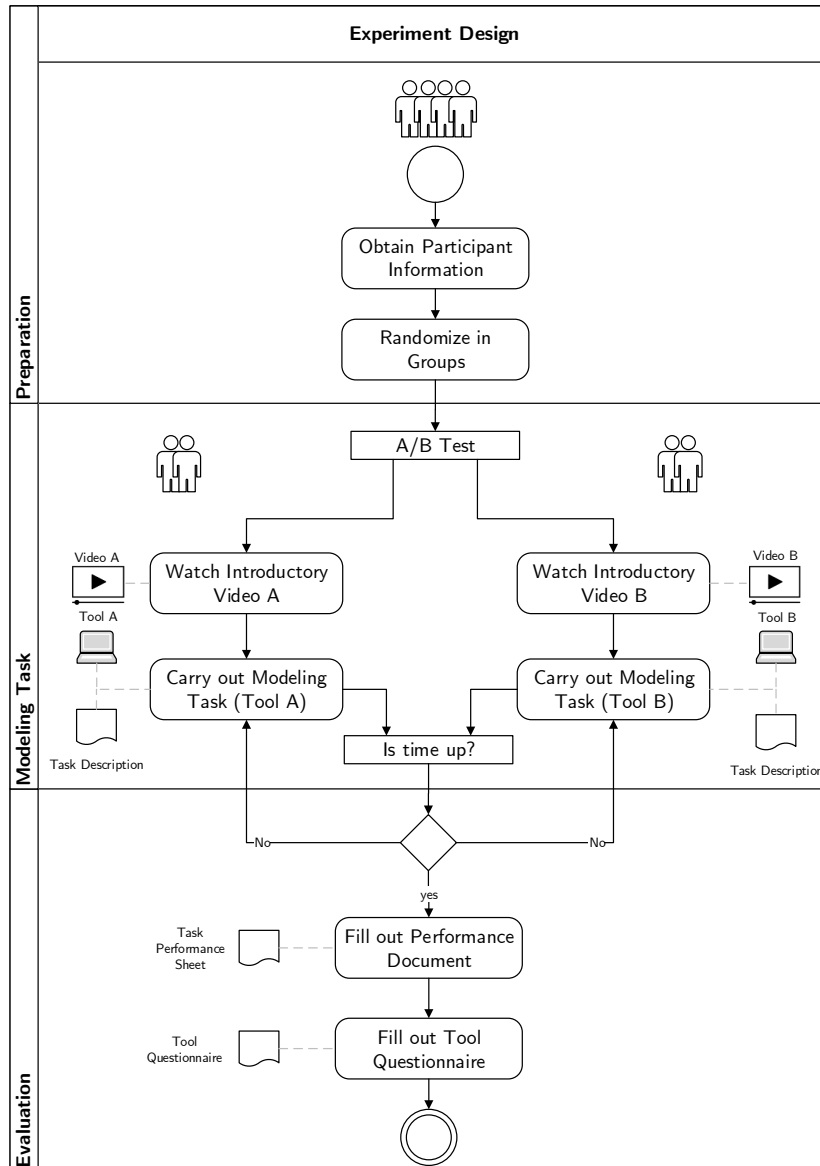 Experiment Design
Preparation
Obtain Participant
Information
Randomize in
Groups
Modeling Task
A/B Test
Video A
Watch Introductory
Video A
Tool A
Watch Introductory
Video B
Video B
Tool B
Carry out Modeling
Task (Tool A)
Task Description
Carry out Modeling
Task (Tool B)
Task Description
Is time up?
Evaluation
No
No
yes
Task
Performance
Sheet
Fill out Performance
Document
Tool
Questionnaire
Fill out Tool
Questionnaire